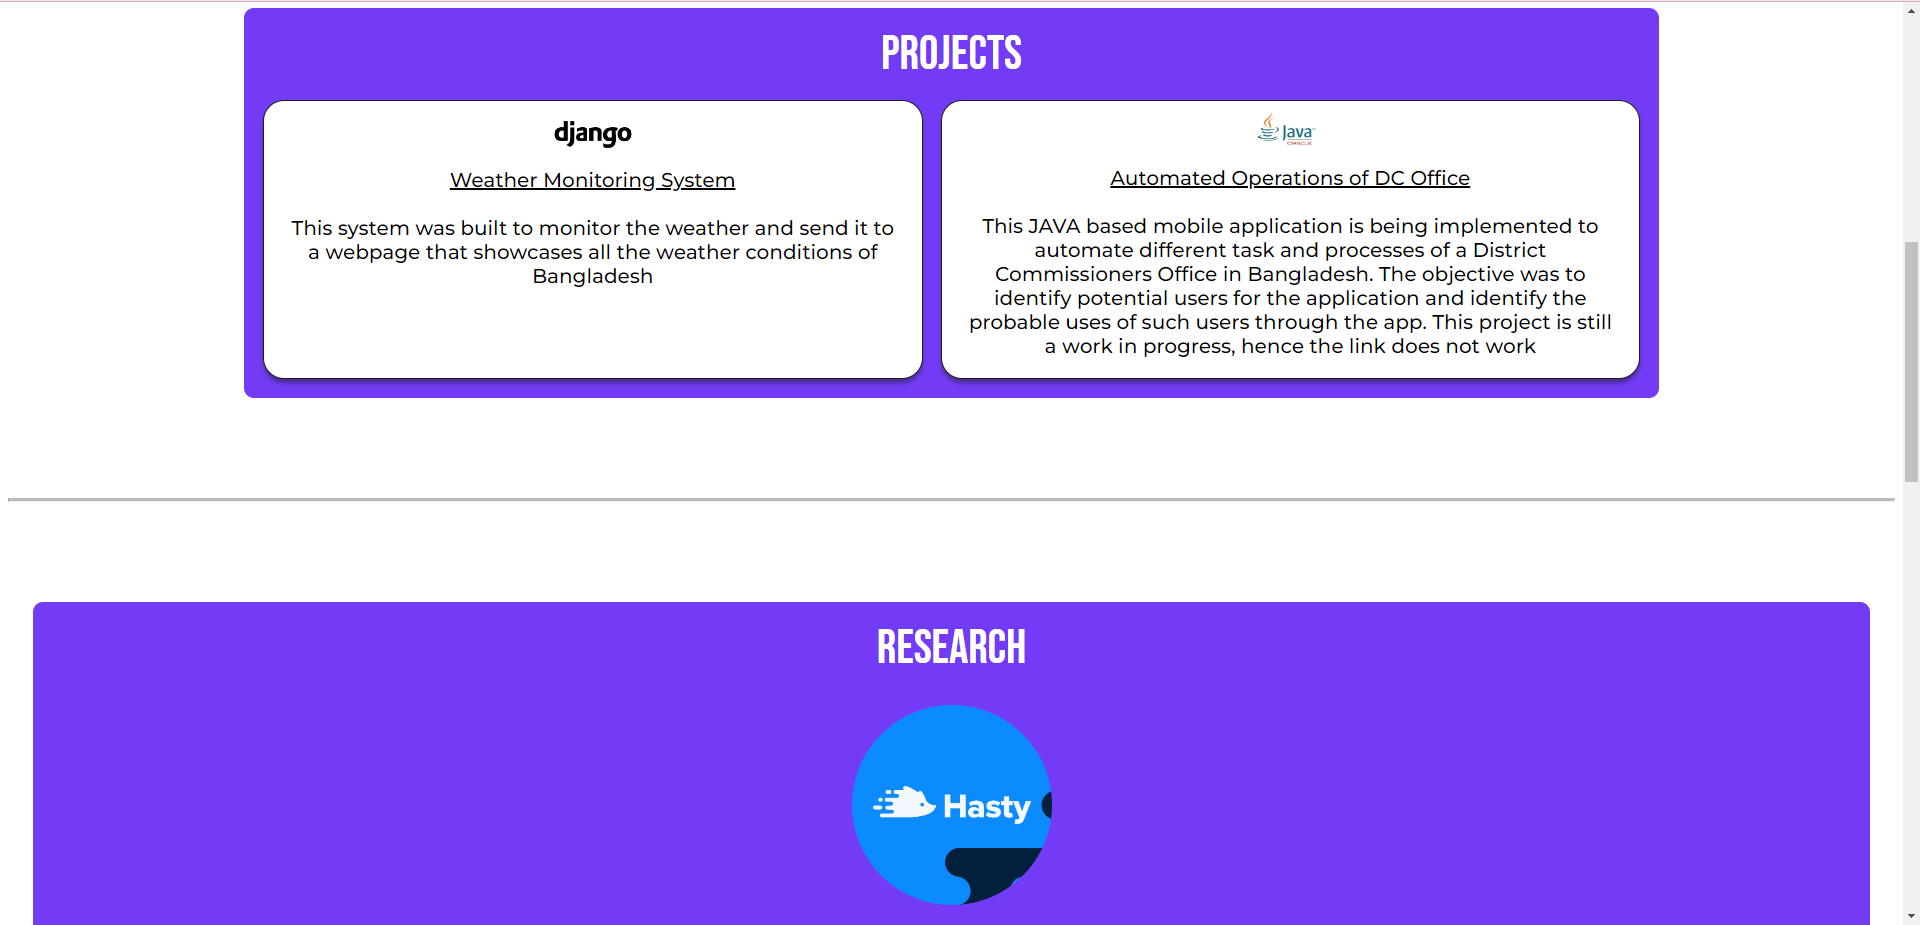 PROJECTS
django
Weather Monitoring System
This system was built to monitor the weather and send it to
a webpage that showcases all the weather conditions of
Bangladesh
Java
ORACLE
Automated Operations of DC Office
This JAVA based mobile application is being implemented to
automate different task and processes of a District
Commissioners Office in Bangladesh. The objective was to
identify potential users for the application and identify the
probable uses of such users through the app. This project is still
a work in progress, hence the link does not work
RESEARCH
Hasty